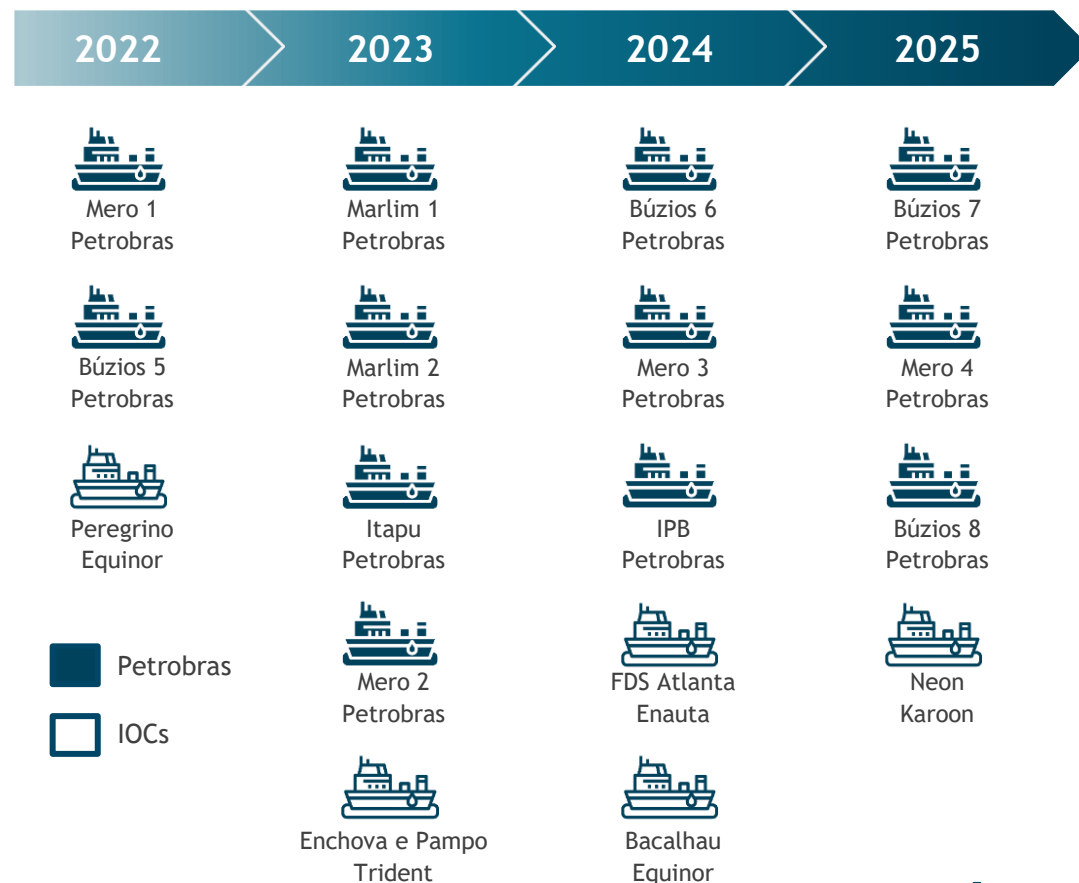 2022
2023
2024
2025
Mero 1
Petrobras
Marlim 1
Petrobras
Búzios 6
Petrobras
Búzios 7
Petrobras
Búzios 5
Petrobras
Marlim 2
Petrobras
Mero 3
Petrobras
Mero 4
Petrobras
Peregrino
Equinor
Itapu
Petrobras
IPB
Petrobras
Búzios 8
Petrobras
Petrobras
IOCs
Mero 2
Petrobras
FDS Atlanta
Enauta
Neon
Karoon
Enchova e Pampo
Trident
Bacalhau
Equinor